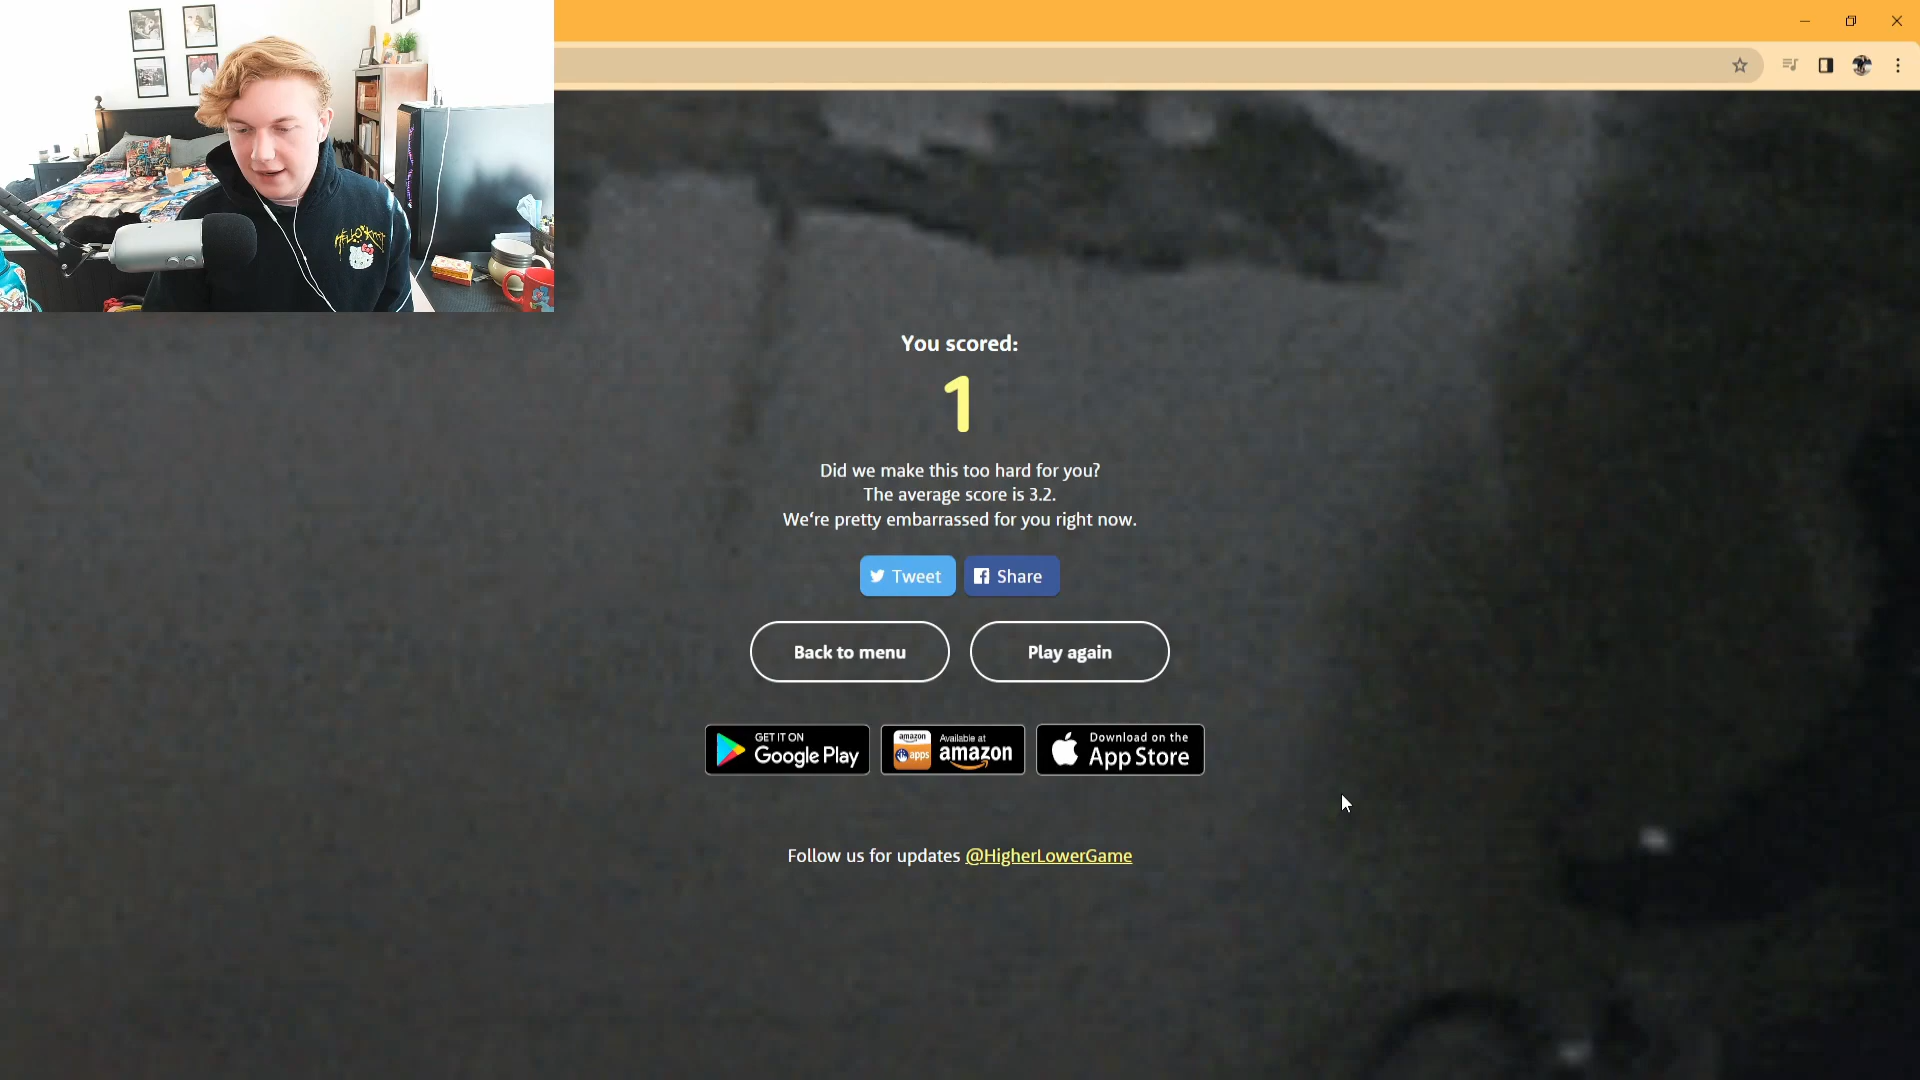 HELLO KITTY
You scored:
1
Did we make this too hard for you?
The average score is 3.2.
We're pretty embarrassed for you right now.
Tweet
Share
Back to menu
Play again
GET IT ON
Google Play
amazon
apps
Available at
amazon
Download on the
App Store
Follow us for updates @HigherLowerGame